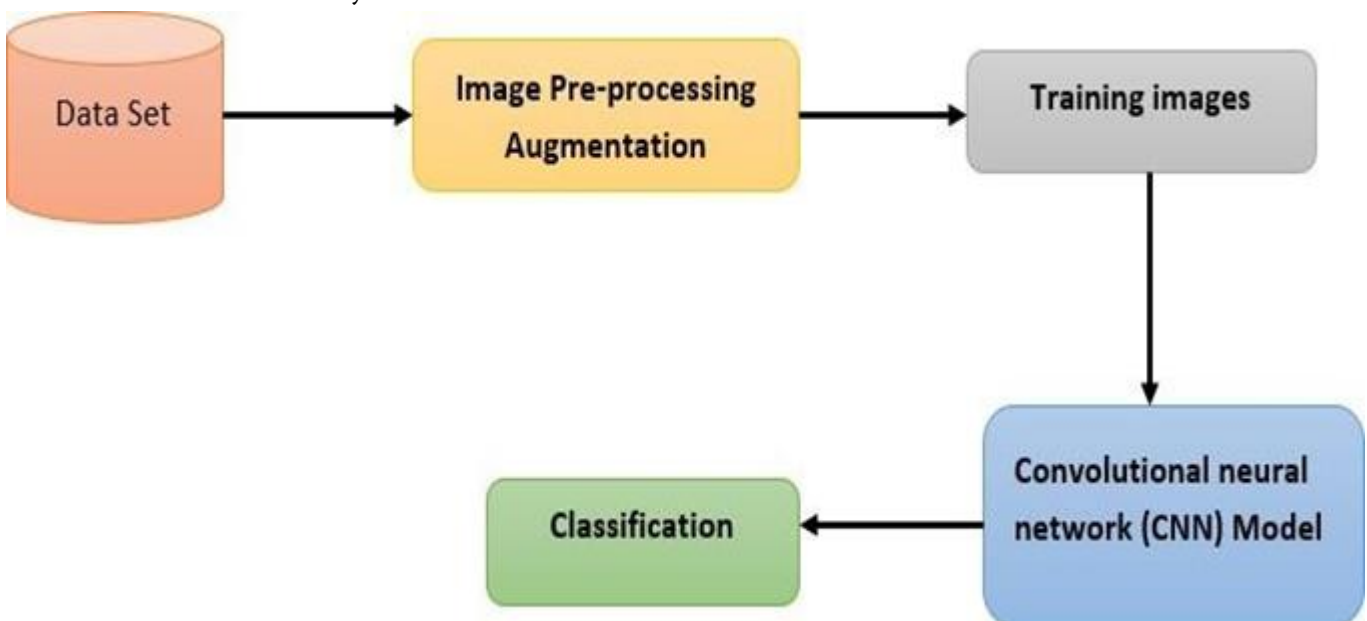 Data Set
Image Pre-processing
Augmentation
Training images
Convolutional neural
network (CNN) Model
Classification